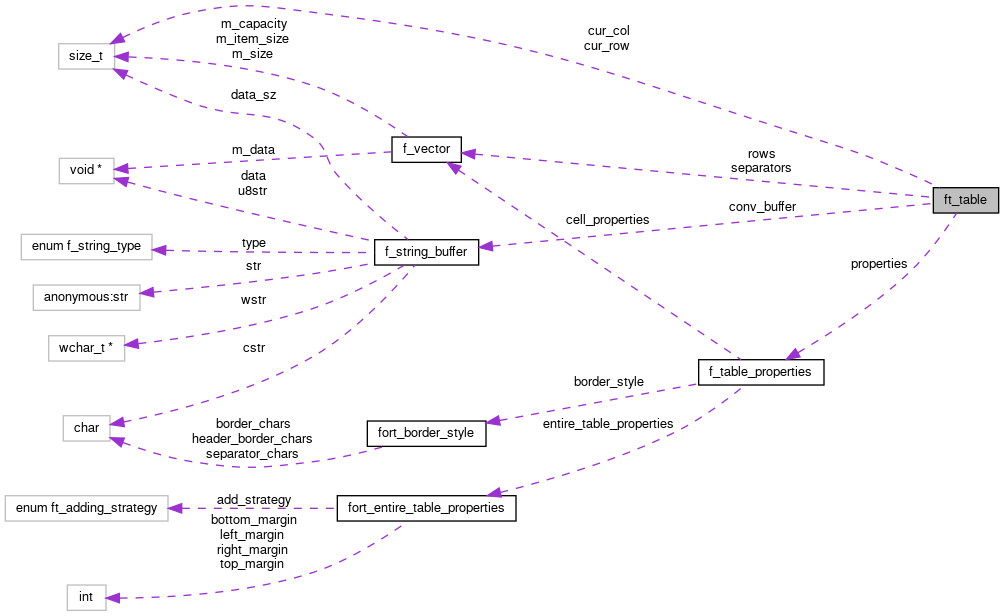 m_capacity
m_item_size
m_size
cur_col
cur_row
size_t
data_sz
f_vector
m_data
rows
separators
void *
data
u8str
ft_table
conv_buffer
cell_properties
enum f_string_type
type
f_string_buffer
str
properties
anonymous:str
wstr
wchar_t *
cstr
f_table_properties
border_style
char
border_chars
header_border_chars
separator_chars
fort_border_style
entire_table_properties
add_strategy
enum ft_adding_strategy
fort_entire_table_properties
bottom_margin
left_margin
right_margin
top_margin
int